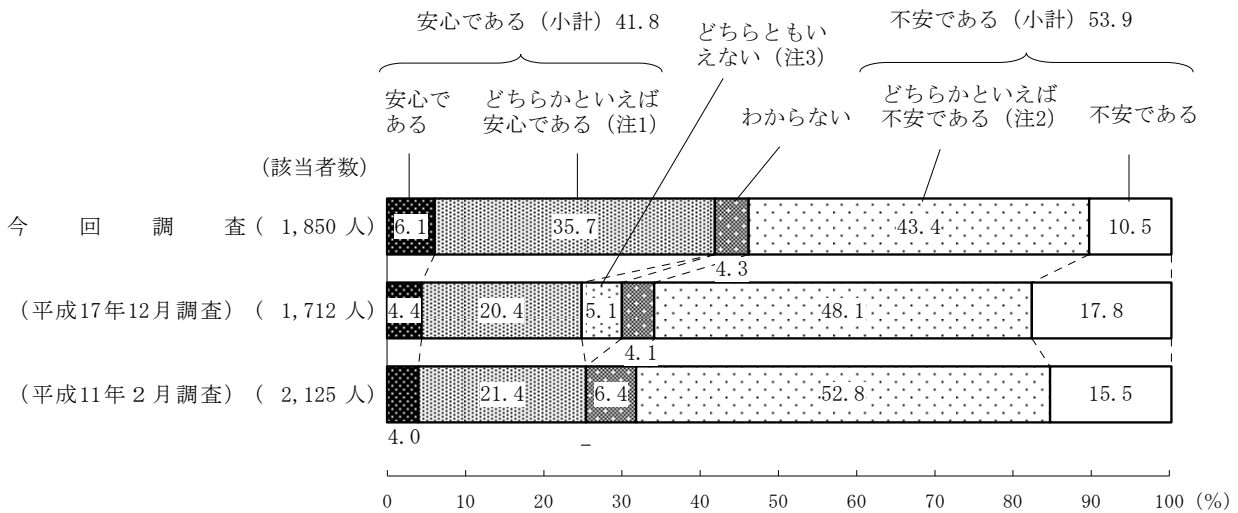 安心である（小計）41.8
どちらともい
えない（注3）
不安である（小計）53.9
安心で
ある
どちらかといえば
安心である（注1）
わからない
どちらかといえば
不安である（注2）
不安である
（該当者数）
今回調査（1,850人）
6.1
35.7
4.3
43.4
10.5
（平成17年12月調査）（1,712人）
4.4
20.4
5.1
4.1
48.1
17.8
（平成11年２月調査）（2,125人）
4.0
21.4
－
6.4
52.8
15.5
0 10 20 30 40 50 60 70 80 90 100（%）